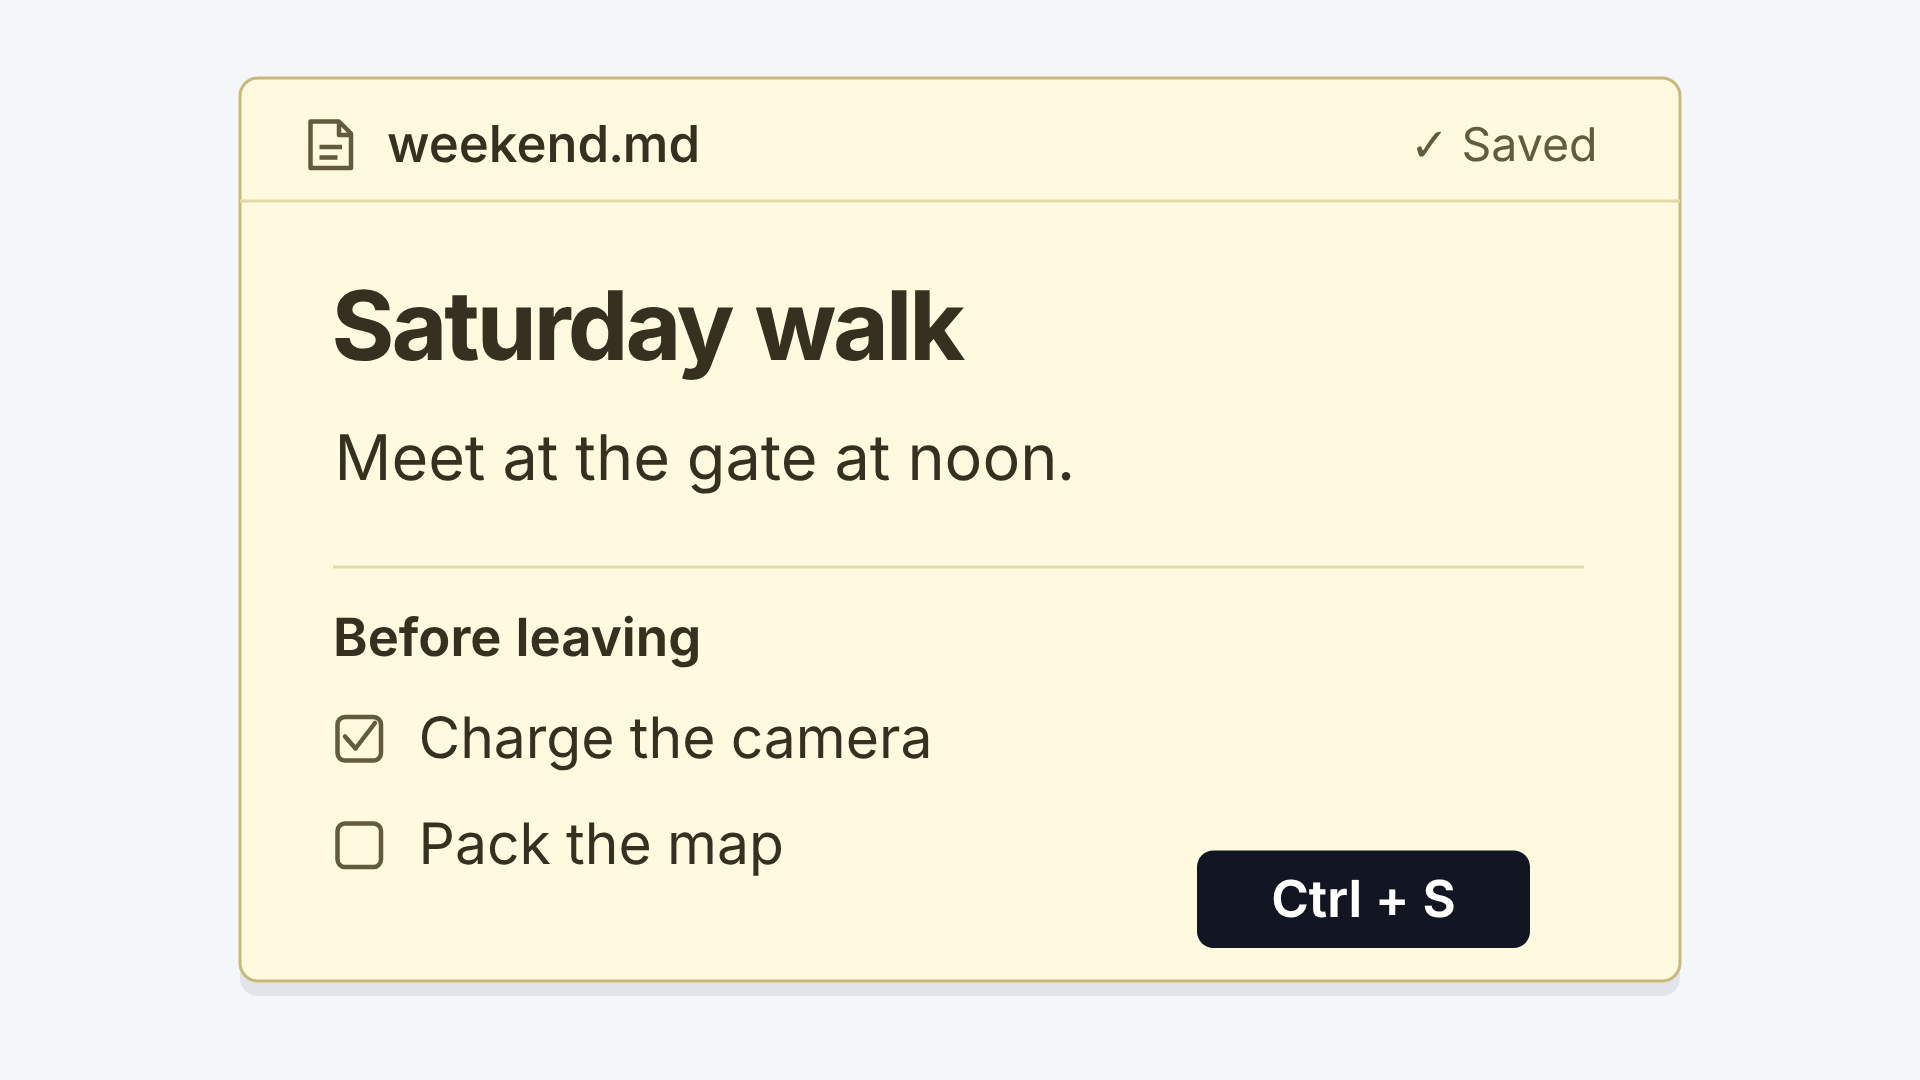 weekend.md
✓ Saved
Saturday walk
Meet at the gate at noon.
Before leaving
Charge the camera
Pack the map
Ctrl + S